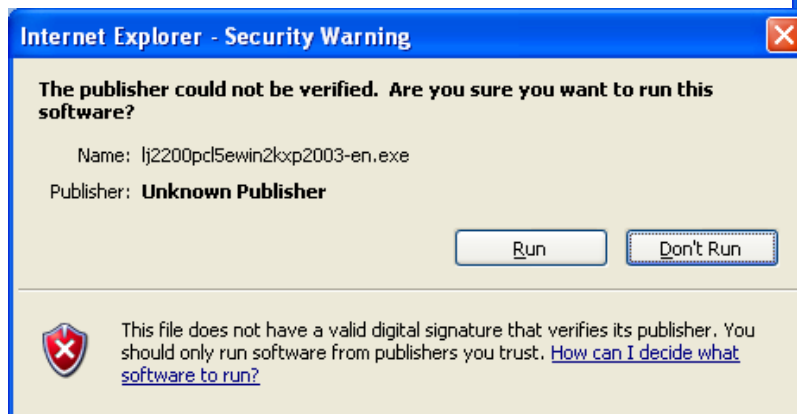 Internet Explorer - Security Warning
The publisher could not be verified.  Are you sure you want to run this
software?
Name: lj2200pcl5ewin2kxp2003-en.exe
Publisher: Unknown Publisher
Run
Don't Run
This file does not have a valid digital signature that verifies its publisher. You
should only run software from publishers you trust. How can I decide what
software to run?